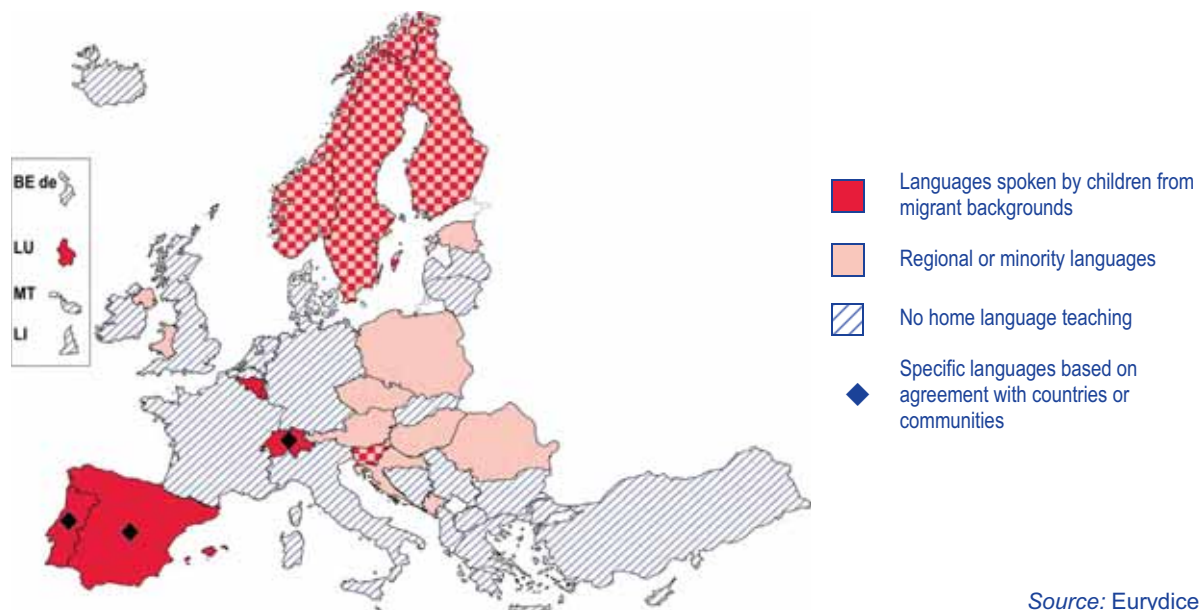 BE de
LU
MT
LI
Languages spoken by children from
migrant backgrounds
Regional or minority languages
No home language teaching
Specific languages based on
agreement with countries or
communities
Source: Eurydice